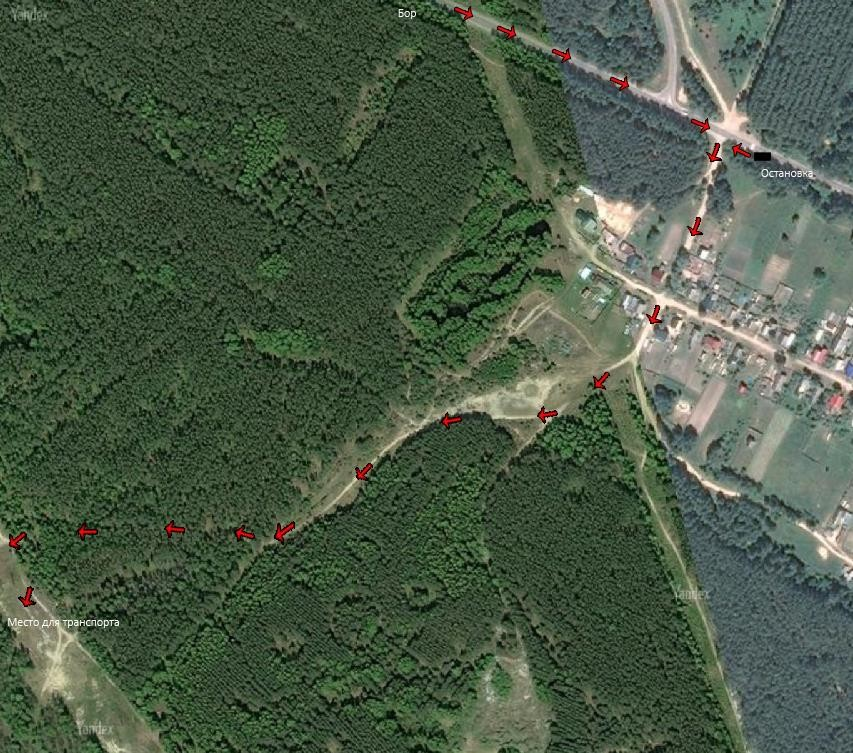 Yandex
Бор
Остановка
Yandex
Место для транспорта
Yandex